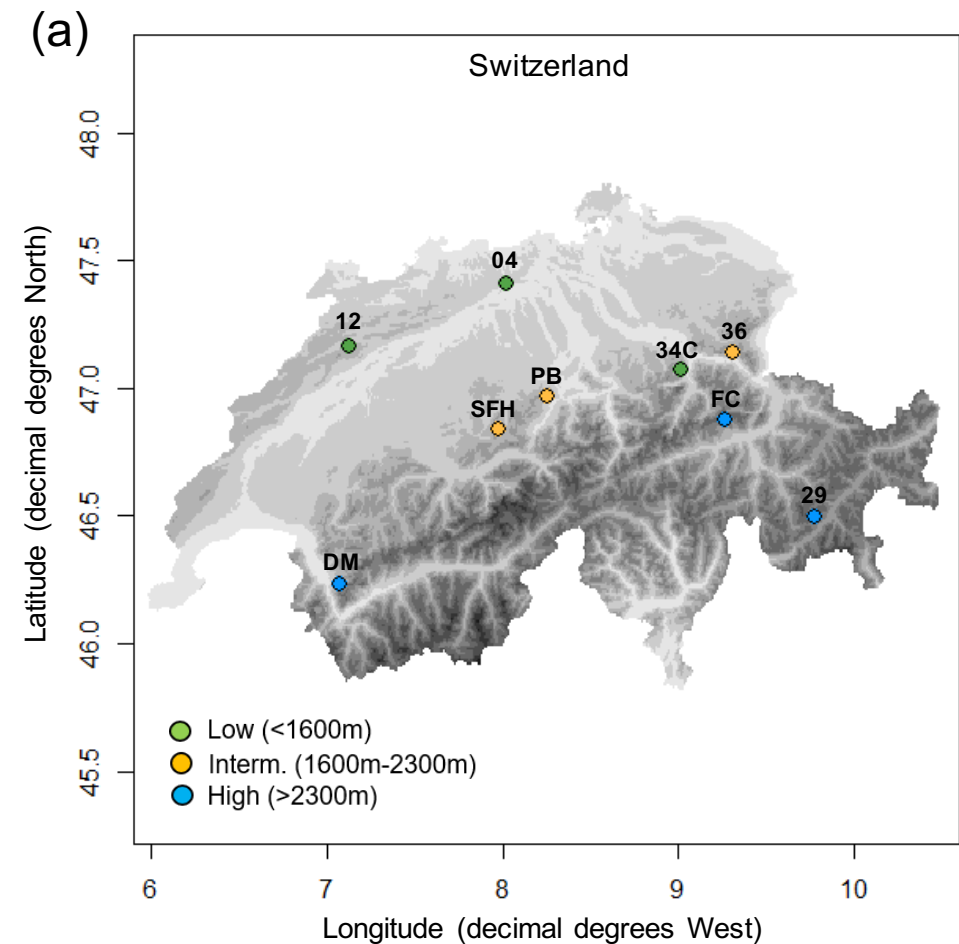 (a)
Switzerland
Latitude (decimal degrees North)
48.0
47.5
47.0
46.5
46.0
45.5
04
12
36
34C
PB
FC
SFH
29
DM
Low (<1600m)
Interm. (1600m-2300m)
High (>2300m)
6 7 8 9 10
Longitude (decimal degrees West)